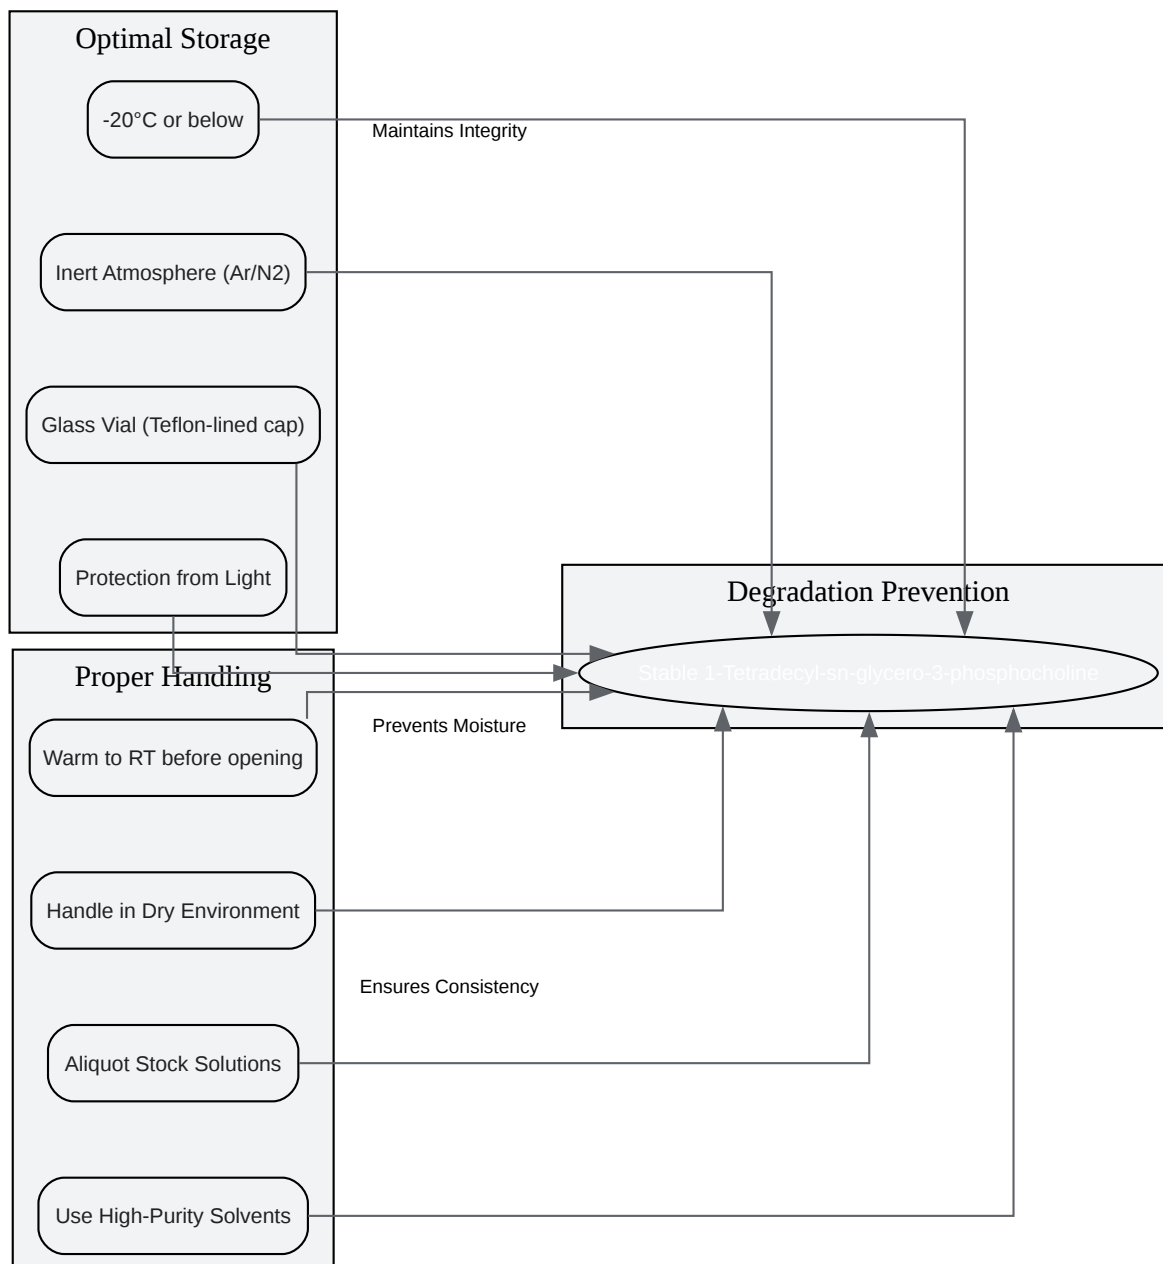 Optimal Storage
-20°C or below
Maintains Integrity
Inert Atmosphere (Ar/N2)
Glass Vial (Teflon-lined cap)
Protection from Light
Degradation Prevention
Stable 1-Tetradecyl-sn-glycero-3-phosphocholine
Proper Handling
Prevents Moisture
Warm to RT before opening
Handle in Dry Environment
Ensures Consistency
Aliquot Stock Solutions
Use High-Purity Solvents